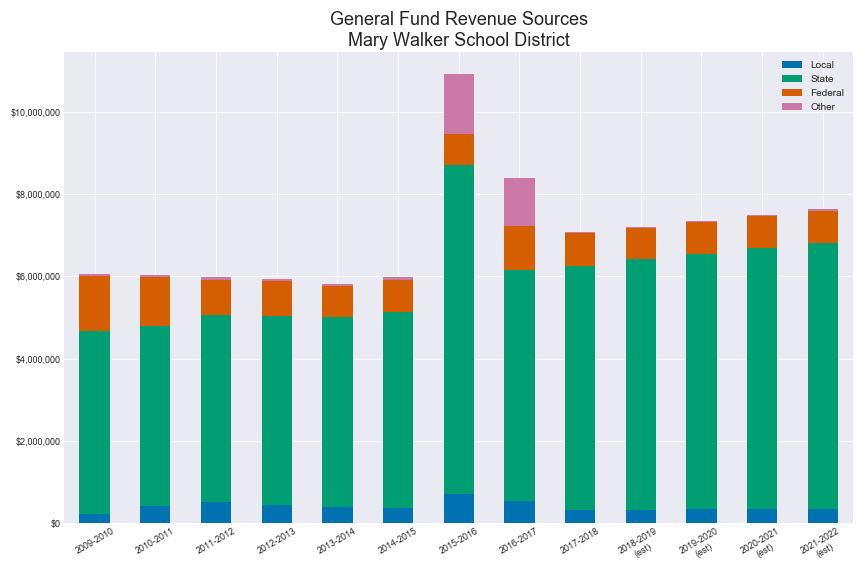 General Fund Revenue Sources
Mary Walker School District
Local
State
Federal
Other
$10,000,000
$8,000,000
$6,000,000
$4,000,000
$2,000,000
$0
2009-2010
2010-2011
2011-2012
2012-2013
2013-2014
2014-2015
2015-2016
2016-2017
2017-2018
2018-2019
(est)
2019-2020
(est)
2020-2021
(est)
2021-2022
(est)